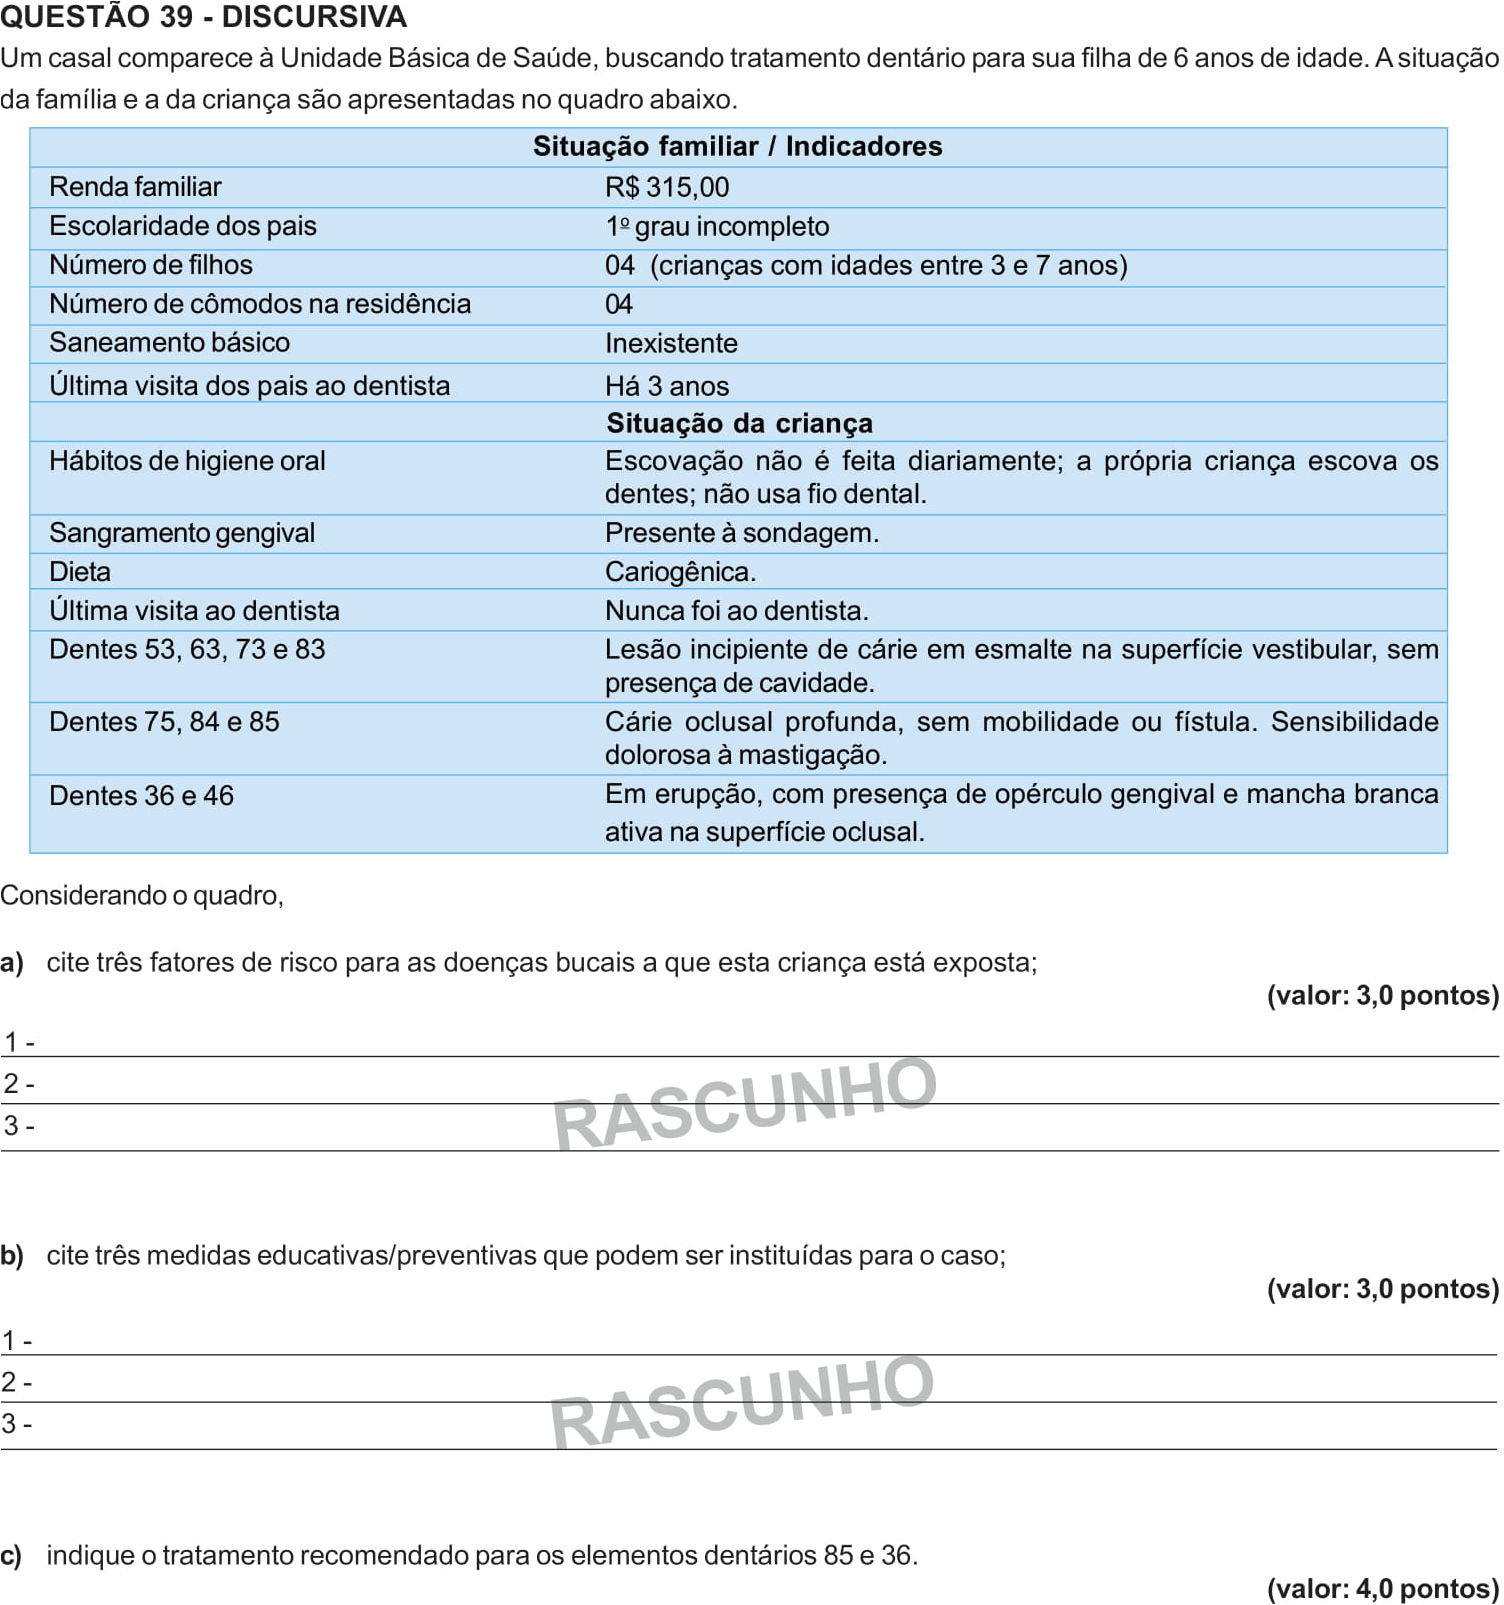 QUESTÃO 39 - DISCURSIVA
Um casal comparece à Unidade Básica de Saúde, buscando tratamento dentário para sua filha de 6 anos de idade. A situação
da família e a da criança são apresentadas no quadro abaixo.
Situação familiar / Indicadores
Renda familiar R$ 315,00
Escolaridade dos pais 1º grau incompleto
Número de filhos 04 (crianças com idades entre 3 e 7 anos)
Número de cômodos na residência 04
Saneamento básico Inexistente
Última visita dos pais ao dentista Há 3 anos
Situação da criança
Hábitos de higiene oral Escovação não é feita diariamente; a própria criança escova os
dentes; não usa fio dental.
Sangramento gengival Presente à sondagem.
Dieta Cariogênica.
Última visita ao dentista Nunca foi ao dentista.
Dentes 53, 63, 73 e 83 Lesão incipiente de cárie em esmalte na superfície vestibular, sem
presença de cavidade.
Dentes 75, 84 e 85 Cárie oclusal profunda, sem mobilidade ou fístula. Sensibilidade
dolorosa à mastigação.
Dentes 36 e 46 Em erupção, com presença de opérculo gengival e mancha branca
ativa na superfície oclusal.
Considerando o quadro,
a) cite três fatores de risco para as doenças bucais a que esta criança está exposta;
(valor: 3,0 pontos)
1 -
2 -
3 -
RASCUNHO
b) cite três medidas educativas/preventivas que podem ser instituídas para o caso;
(valor: 3,0 pontos)
1 -
2 -
3 -
RASCUNHO
c) indique o tratamento recomendado para os elementos dentários 85 e 36.
(valor: 4,0 pontos)